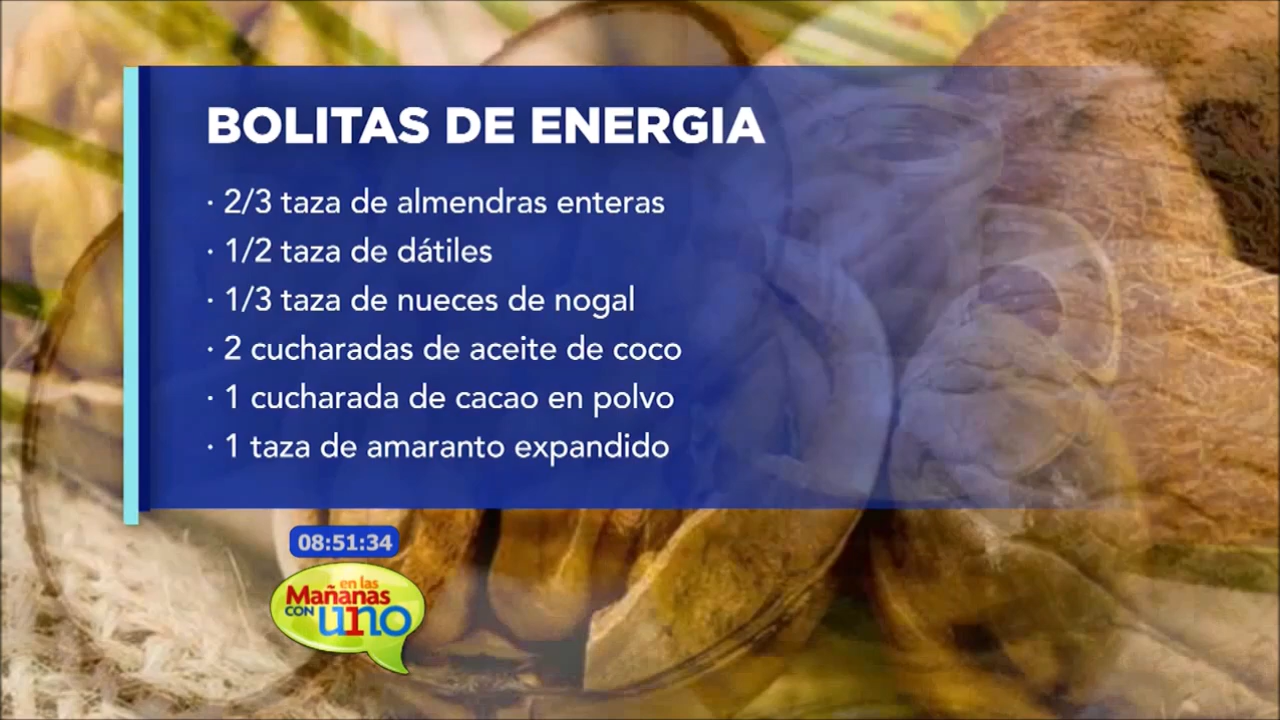 BOLITAS DE ENERGIA
· 2/3 taza de almendras enteras
· 1/2 taza de dátiles
· 1/3 taza de nueces de nogal
· 2 cucharadas de aceite de coco
· 1 cucharada de cacao en polvo
· 1 taza de amaranto expandido
08:51:34
en las
Mañanas
CON uno